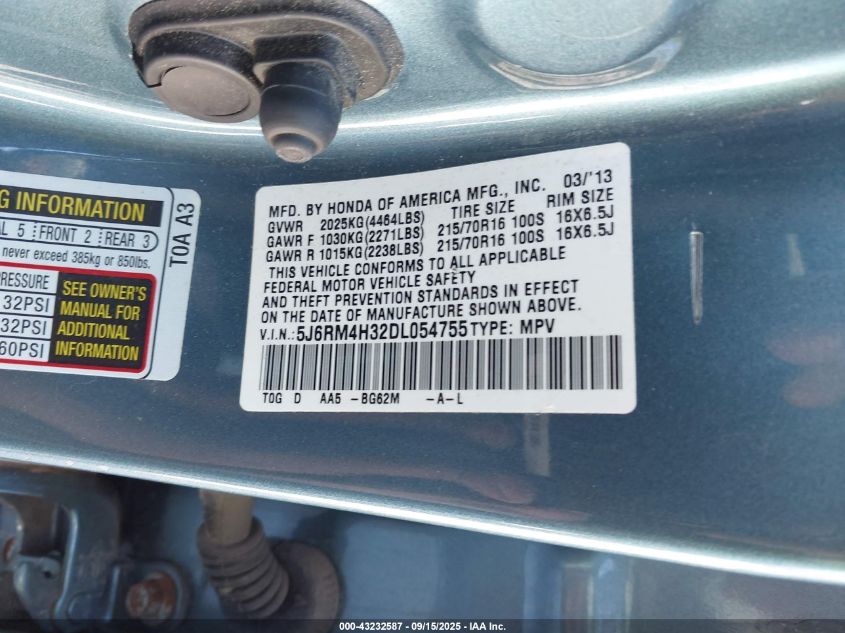 G INFORMATION
AL 5 FRONT 2 REAR 3
never exceed 385kg or 850lbs.
PRESSURE
32PSI
32PSI
60PSI
SEE OWNER'S
MANUAL FOR
ADDITIONAL
INFORMATION
T0A A3
MFD. BY HONDA OF AMERICA MFG., INC. 03/'13
GVWR 2025KG(4464LBS) TIRE SIZE RIM SIZE
GAWR F 1030KG(2271LBS) 215/70R16 100S 16X6.5J
GAWR R 1015KG(2238LBS) 215/70R16 100S 16X6.5J
THIS VEHICLE CONFORMS TO ALL APPLICABLE
FEDERAL MOTOR VEHICLE SAFETY
AND THEFT PREVENTION STANDARDS IN EFFECT
ON THE DATE OF MANUFACTURE SHOWN ABOVE.
V.I.N.: 5J6RM4H32DL054755 TYPE: MPV
T0G D AA5 -BG62M -A-L
000-43232587 - 09/15/2025 - IAA Inc.